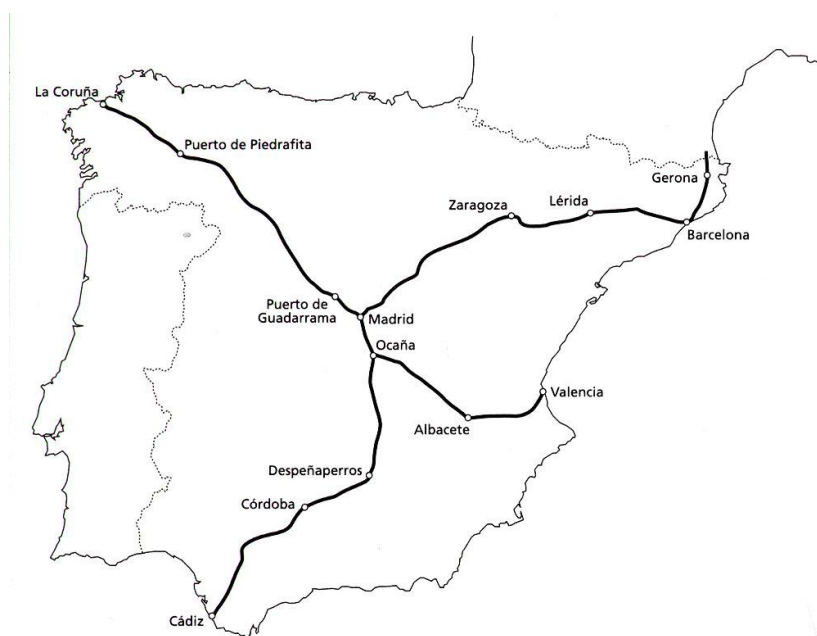 La Coruña
Puerto de Piedrafita
Gerona
Zaragoza
Lérida
Barcelona
Puerto de
Guadarrama
Madrid
Ocaña
Valencia
Albacete
Despeñaperros
Córdoba
Cádiz